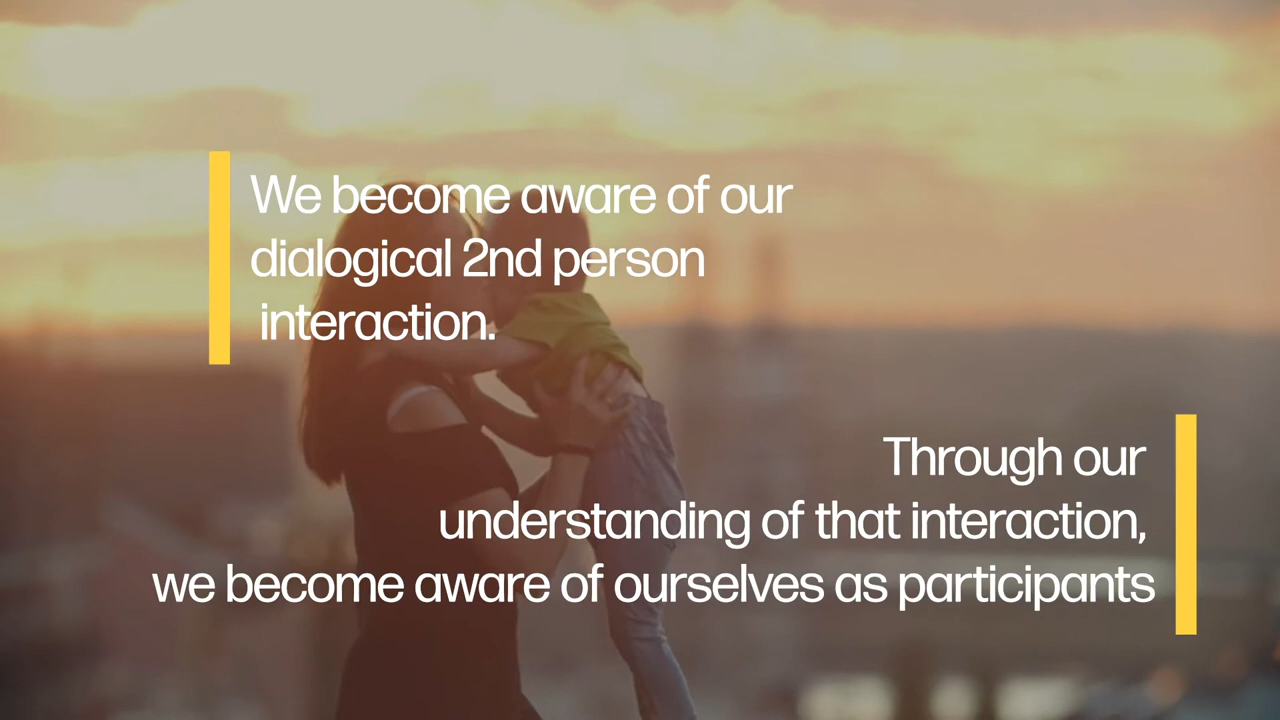 We become aware of our
dialogical 2nd person
interaction.
Through our
understanding of that interaction,
we become aware of ourselves as participants